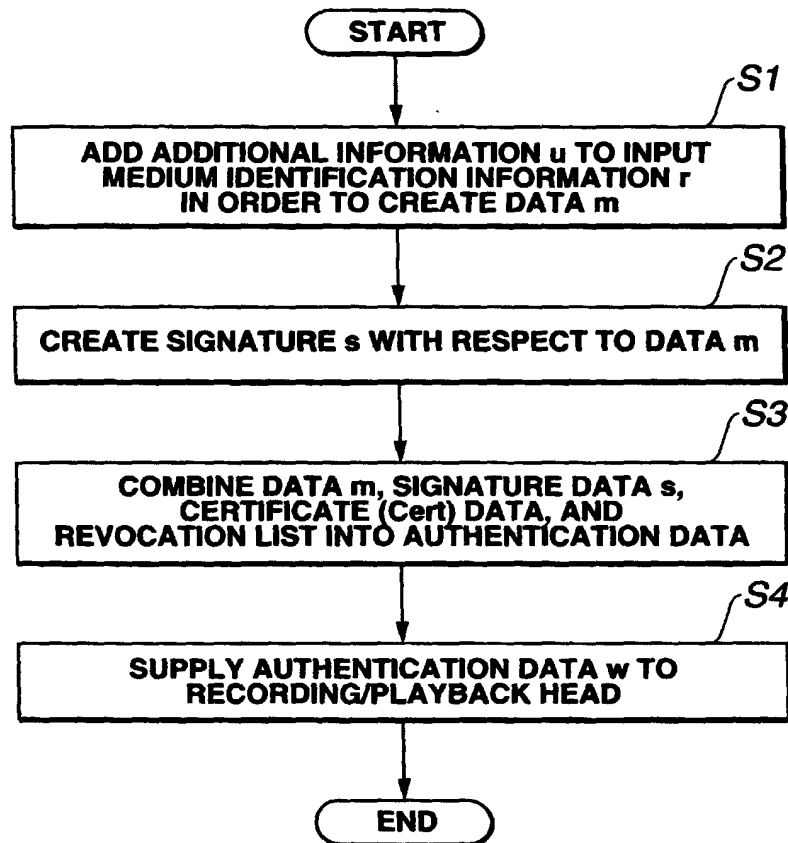 START
S1
ADD ADDITIONAL INFORMATION u TO INPUT
MEDIUM IDENTIFICATION INFORMATION r
IN ORDER TO CREATE DATA m
S2
CREATE SIGNATURE s WITH RESPECT TO DATA m
S3
COMBINE DATA m, SIGNATURE DATA s,
CERTIFICATE (Cert) DATA, AND
REVOCATION LIST INTO AUTHENTICATION DATA
S4
SUPPLY AUTHENTICATION DATA w TO
RECORDING/PLAYBACK HEAD
END